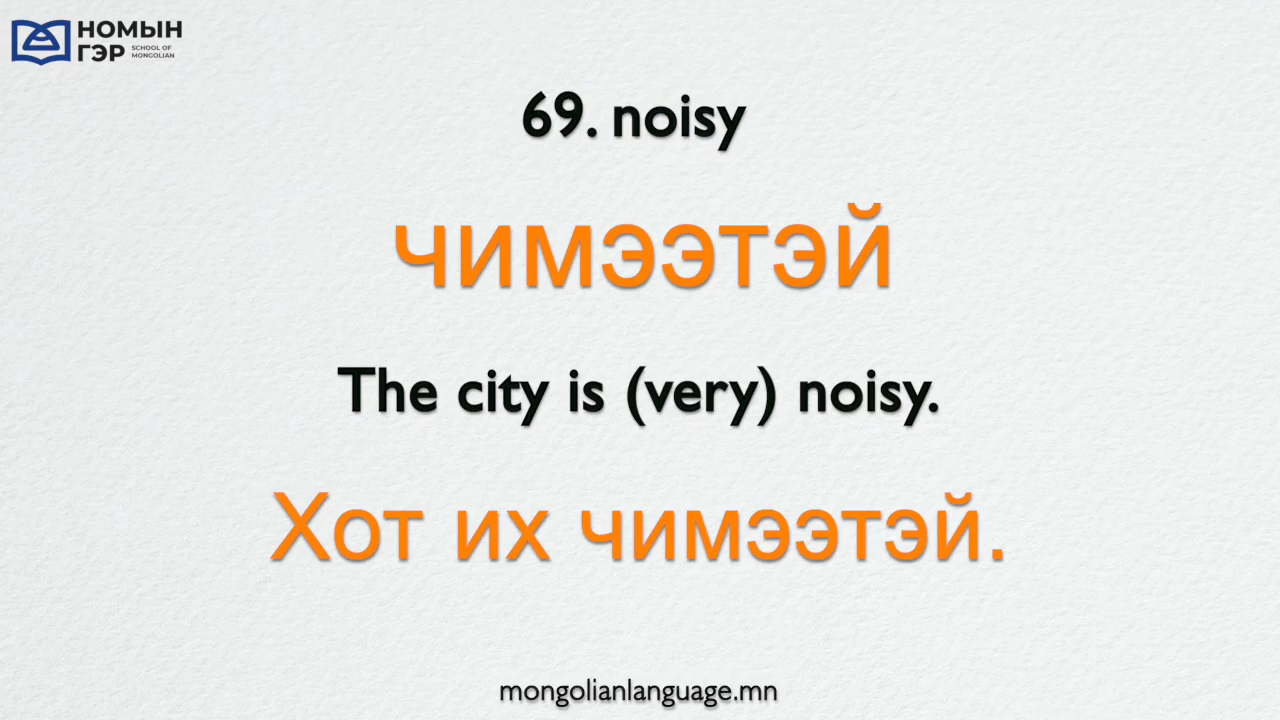 НОМЫН
ГЭР SCHOOL OF
MONGOLIAN
69. noisy
чимээтэй
The city is (very) noisy.
Хот их чимээтэй.
mongolianlanguage.mn